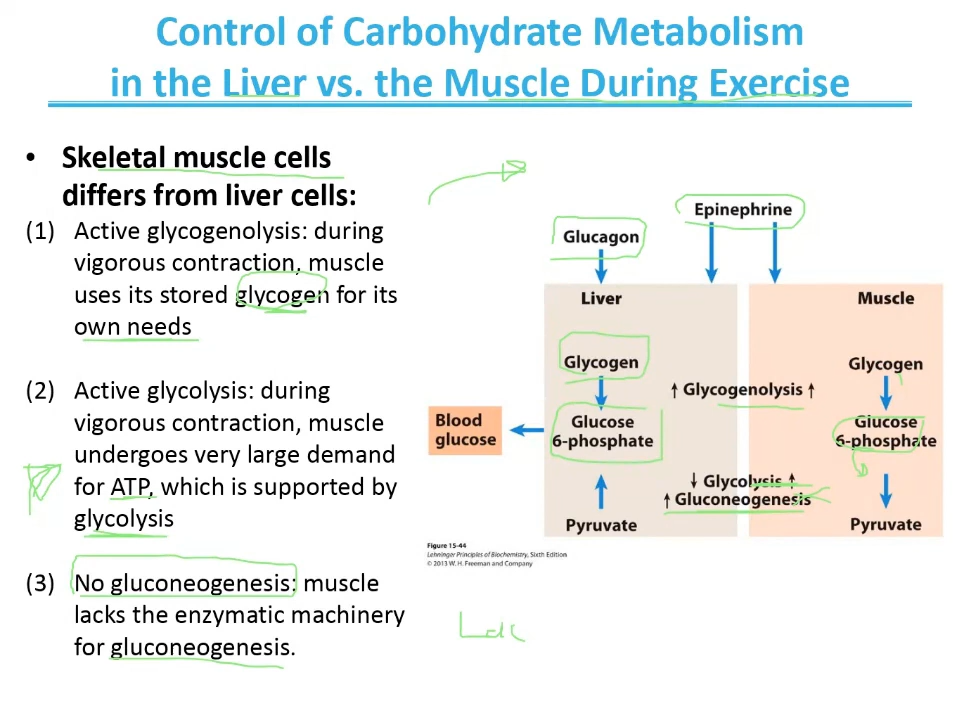 Control of Carbohydrate Metabolism
in the Liver vs. the Muscle During Exercise
• Skeletal muscle cells
differs from liver cells:
(1) Active glycogenolysis: during
vigorous contraction, muscle
uses its stored glycogen for its
own needs
(2) Active glycolysis: during
vigorous contraction, muscle
undergoes very large demand
for ATP, which is supported by
glycolysis
(3) No gluconeogenesis: muscle
lacks the enzymatic machinery
for gluconeogenesis.
Epinephrine
Glucagon
Liver
Muscle
Glycogen
Glycogen
↑ Glycogenolysis ↑
Blood
glucose
Glucose
6-phosphate
Glucose
6-phosphate
↓ Glycolysis ↑
↑ Gluconeogenesis
Pyruvate
Pyruvate
Figure 15-44
Lehninger Principles of Biochemistry, Sixth Edition
© 2013 W. H. Freeman and Company